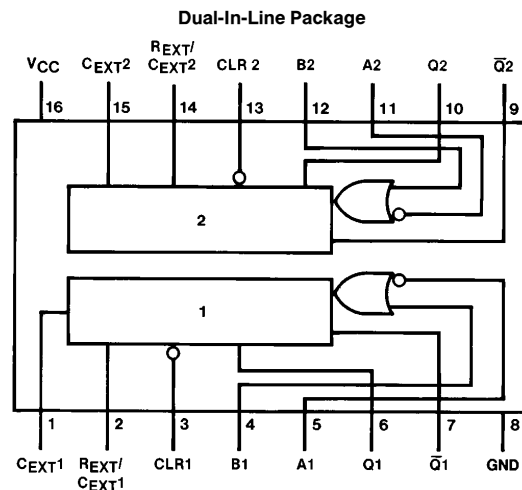 Dual-In-Line Package
VCC CEXT2 REXT/ CEXT2 CLR 2 B2 A2 Q2 Q̅2
16 15 14 13 12 11 10 9
2
1
1 2 3 4 5 6 7 8
CEXT1 REXT/ CEXT1 CLR1 B1 A1 Q1 Q̅1 GND